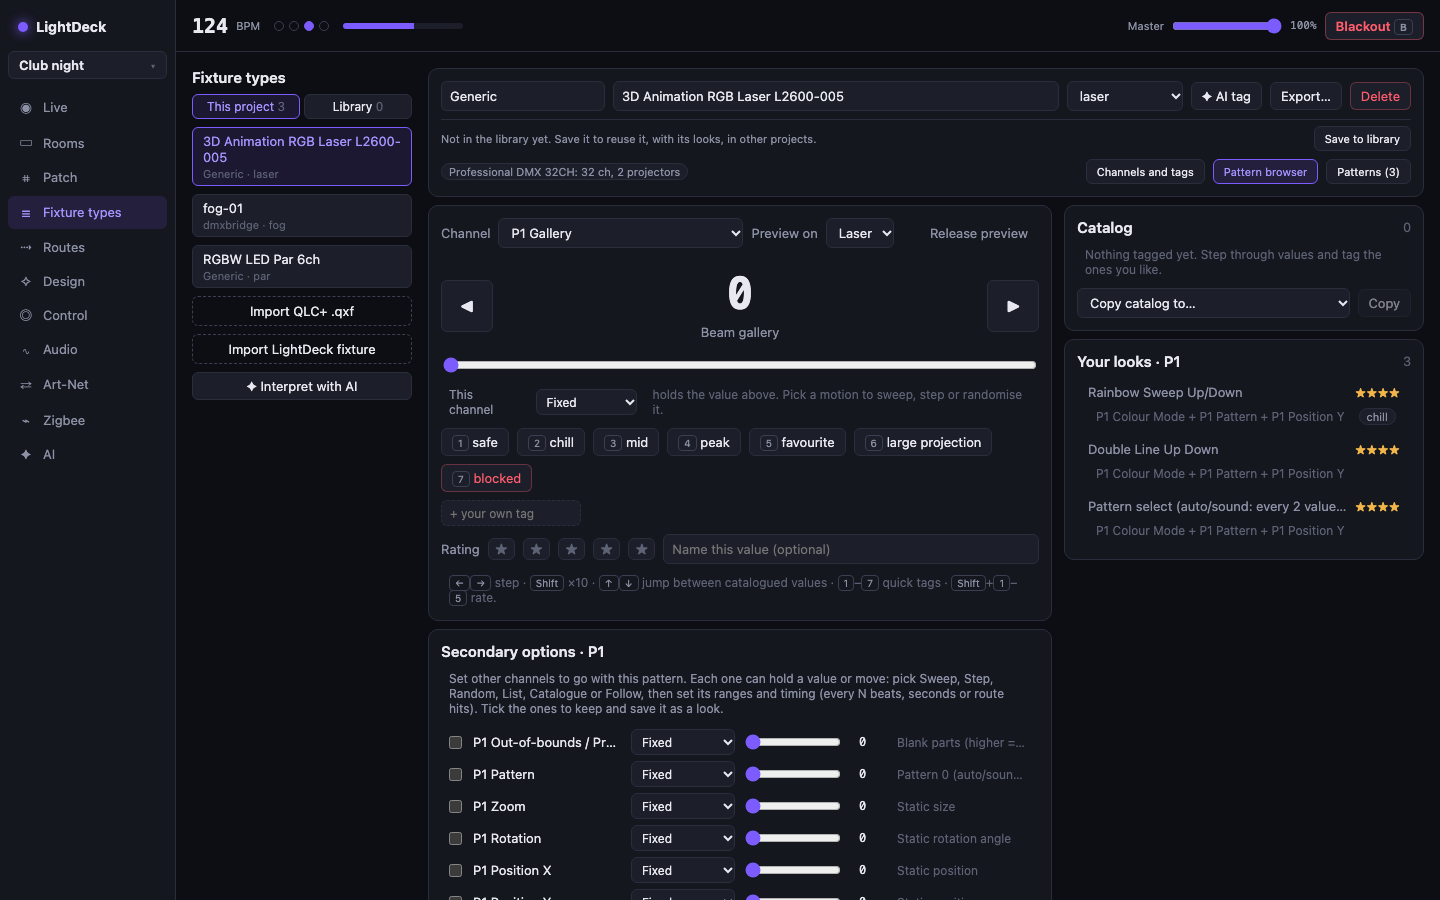 LightDeck
Club night
Live
Rooms
Patch
Fixture types
Routes
Design
Control
Audio
Art-Net
Zigbee
AI
124 BPM
Master 100% Blackout B
Fixture types
This project 3 Library 0
3D Animation RGB Laser L2600-
005
Generic · laser
fog-01
dmxbridge · fog
RGBW LED Par 6ch
Generic · par
Import QLC+ .qxf
Import LightDeck fixture
✦ Interpret with AI
Generic 3D Animation RGB Laser L2600-005 laser ✦ AI tag Export... Delete
Not in the library yet. Save it to reuse it, with its looks, in other projects. Save to library
Professional DMX 32CH: 32 ch, 2 projectors Channels and tags Pattern browser Patterns (3)
Channel P1 Gallery Preview on Laser Release preview
◀ 0 ▶
Beam gallery
This
channel
Fixed
holds the value above. Pick a motion to sweep, step or randomise
it.
1 safe 2 chill 3 mid 4 peak 5 favourite 6 large projection
7 blocked
+ your own tag
Rating ★ ★ ★ ★ ★ Name this value (optional)
← → step · Shift ×10 · ↑ ↓ jump between catalogued values · 1–7 quick tags · Shift+1–
5 rate.
Secondary options · P1
Set other channels to go with this pattern. Each one can hold a value or move: pick Sweep, Step,
Random, List, Catalogue or Follow, then set its ranges and timing (every N beats, seconds or route
hits). Tick the ones to keep and save it as a look.
P1 Out-of-bounds / Pr... Fixed 0 Blank parts (higher =...
P1 Pattern Fixed 0 Pattern 0 (auto/soun...
P1 Zoom Fixed 0 Static size
P1 Rotation Fixed 0 Static rotation angle
P1 Position X Fixed 0 Static position
Catalog 0
Nothing tagged yet. Step through values and tag the
ones you like.
Copy catalog to... Copy
Your looks · P1 3
Rainbow Sweep Up/Down ★★★★
P1 Colour Mode + P1 Pattern + P1 Position Y chill
Double Line Up Down ★★★★
P1 Colour Mode + P1 Pattern + P1 Position Y
Pattern select (auto/sound: every 2 value... ★★★★
P1 Colour Mode + P1 Pattern + P1 Position Y